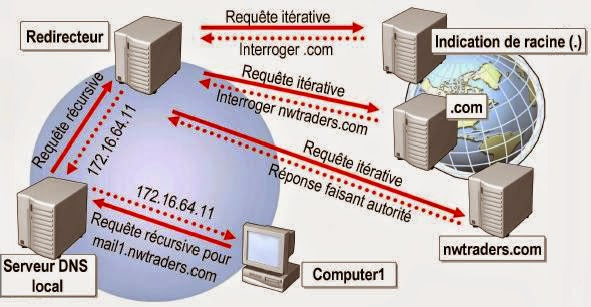 Redirecteur
Requête itérative
Interroger .com
Indication de racine (.)
Requête itérative
Interroger nwtraders.com
.com
Requête itérative
Réponse faisant autorité
nwtraders.com
Requête récursive
172.16.64.11
172.16.64.11
Requête récursive pour
mail1.nwtraders.com
Serveur DNS
local
Computer1